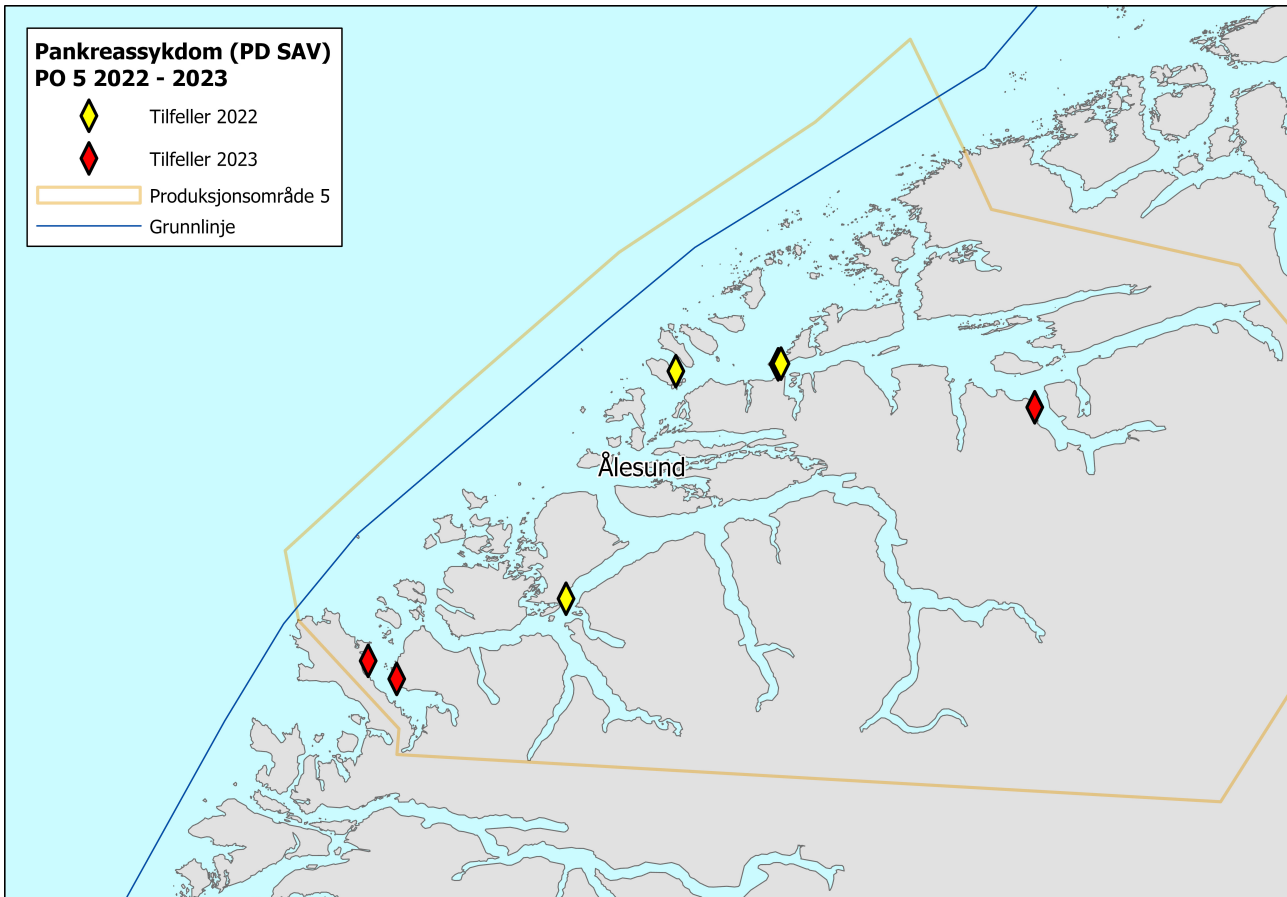 Pankreassykdom (PD SAV)
PO 5 2022 - 2023
Tilfeller 2022
Tilfeller 2023
Produksjonsområde 5
Grunnlinje
Ålesund